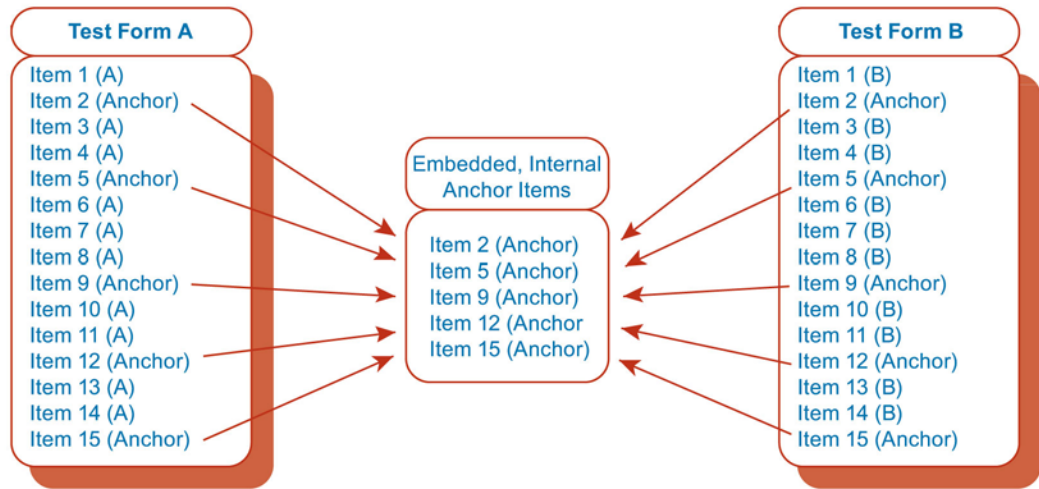 Test Form A
Item 1 (A)
Item 2 (Anchor)
Item 3 (A)
Item 4 (A)
Item 5 (Anchor)
Item 6 (A)
Item 7 (A)
Item 8 (A)
Item 9 (Anchor)
Item 10 (A)
Item 11 (A)
Item 12 (Anchor)
Item 13 (A)
Item 14 (A)
Item 15 (Anchor)
Embedded, Internal
Anchor Items
Item 2 (Anchor)
Item 5 (Anchor)
Item 9 (Anchor)
Item 12 (Anchor
Item 15 (Anchor)
Test Form B
Item 1 (B)
Item 2 (Anchor)
Item 3 (B)
Item 4 (B)
Item 5 (Anchor)
Item 6 (B)
Item 7 (B)
Item 8 (B)
Item 9 (Anchor)
Item 10 (B)
Item 11 (B)
Item 12 (Anchor)
Item 13 (B)
Item 14 (B)
Item 15 (Anchor)